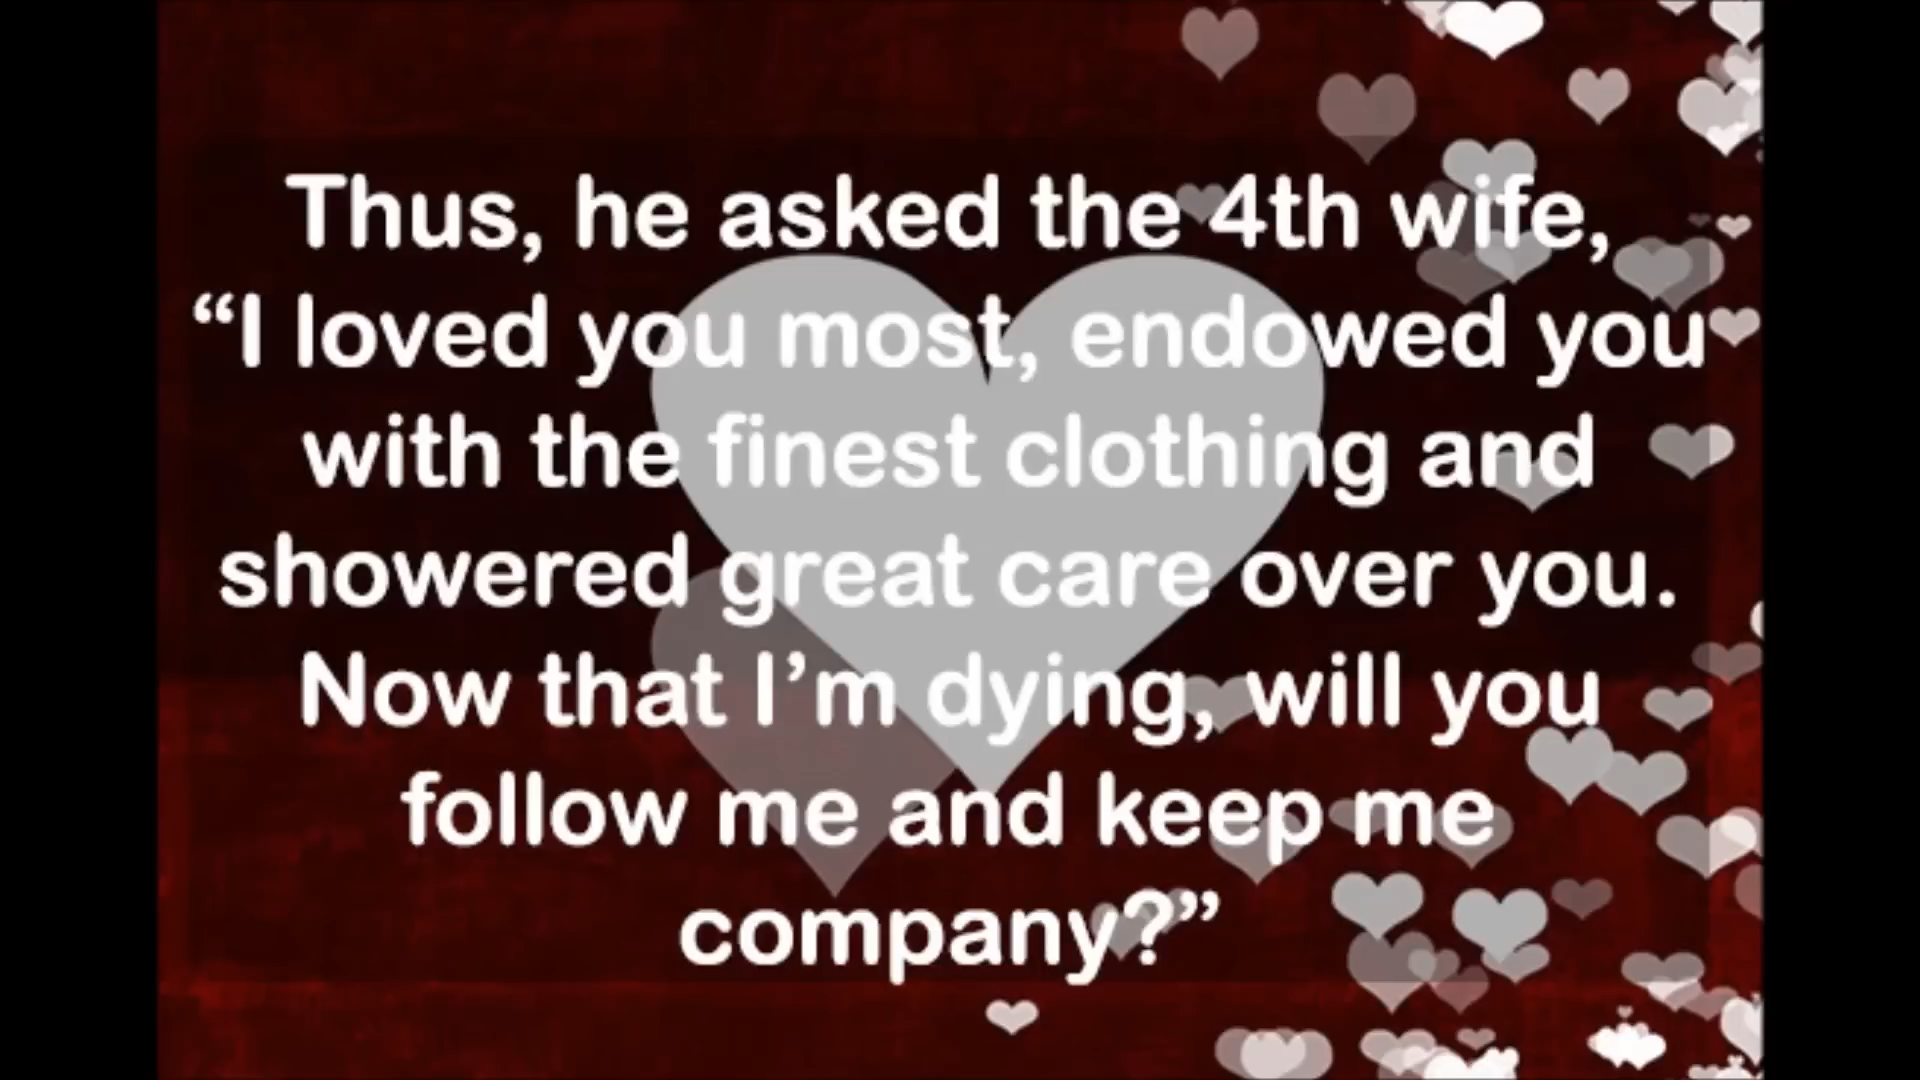 Thus, he asked the 4th wife,
“I loved you most, endowed you
with the finest clothing and
showered great care over you.
Now that I’m dying, will you
follow me and keep me
company?”